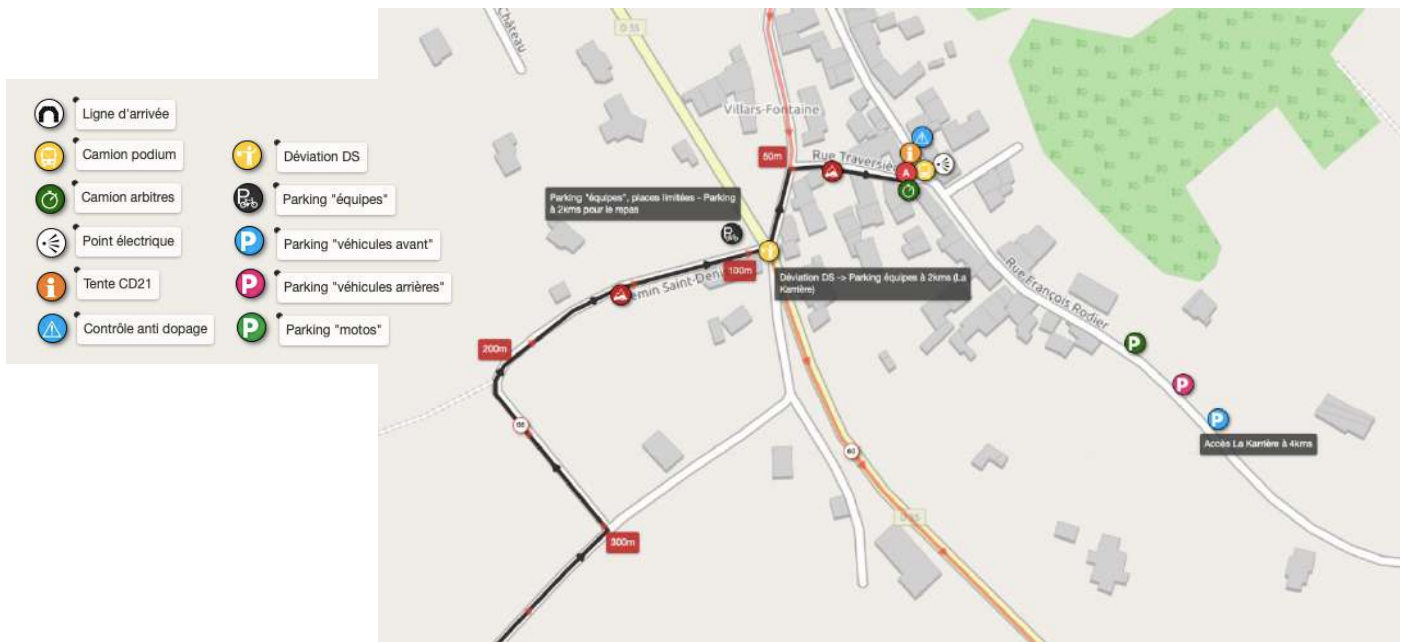 Ligne d'arrivée
Camion podium
Camion arbitres
Point électrique
Tente CD21
Contrôle anti dopage
Déviation DS
Parking "équipes"
Parking "véhicules avant"
Parking "véhicules arrières"
Parking "motos"
Château
D 35
Villars-Fontaine
50m
Rue Traversière
A
Parking "équipes", places limitées - Parking
à 2kms pour le repas
100m
Déviation DS -> Parking équipes à 2kms (La
Karrière)
Rue François Rodier
200m
P
P
P
Accès La Karrière à 4kms
60
300m